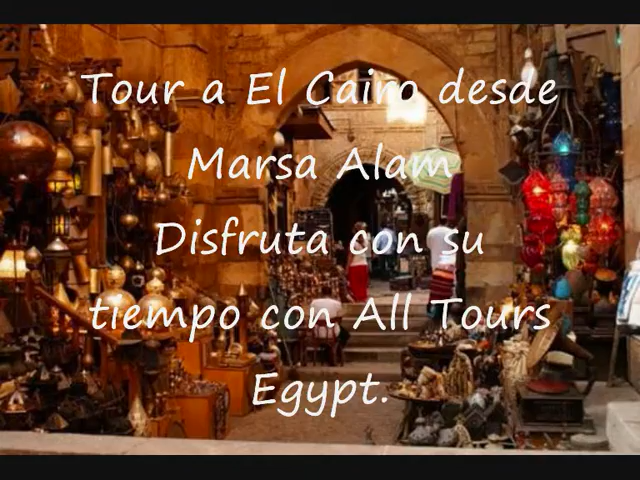 Tour a El Cairo desde
Marsa Alam
Disfruta con su
tiempo con All Tours
Egypt.